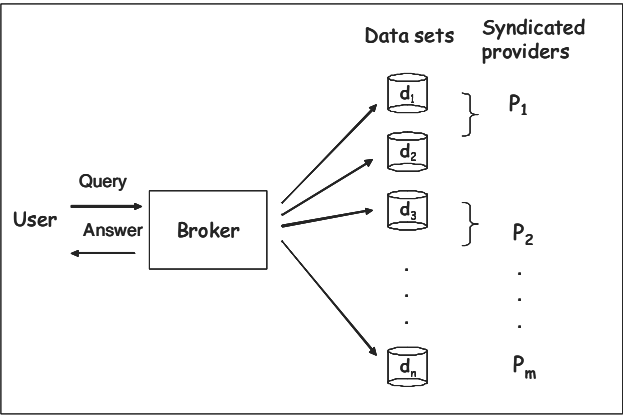 Data sets
Syndicated
providers
d₁
P₁
d₂
Query
User
Answer
Broker
d₃
P₂
.
.
.
.
.
.
dₙ
Pₘ